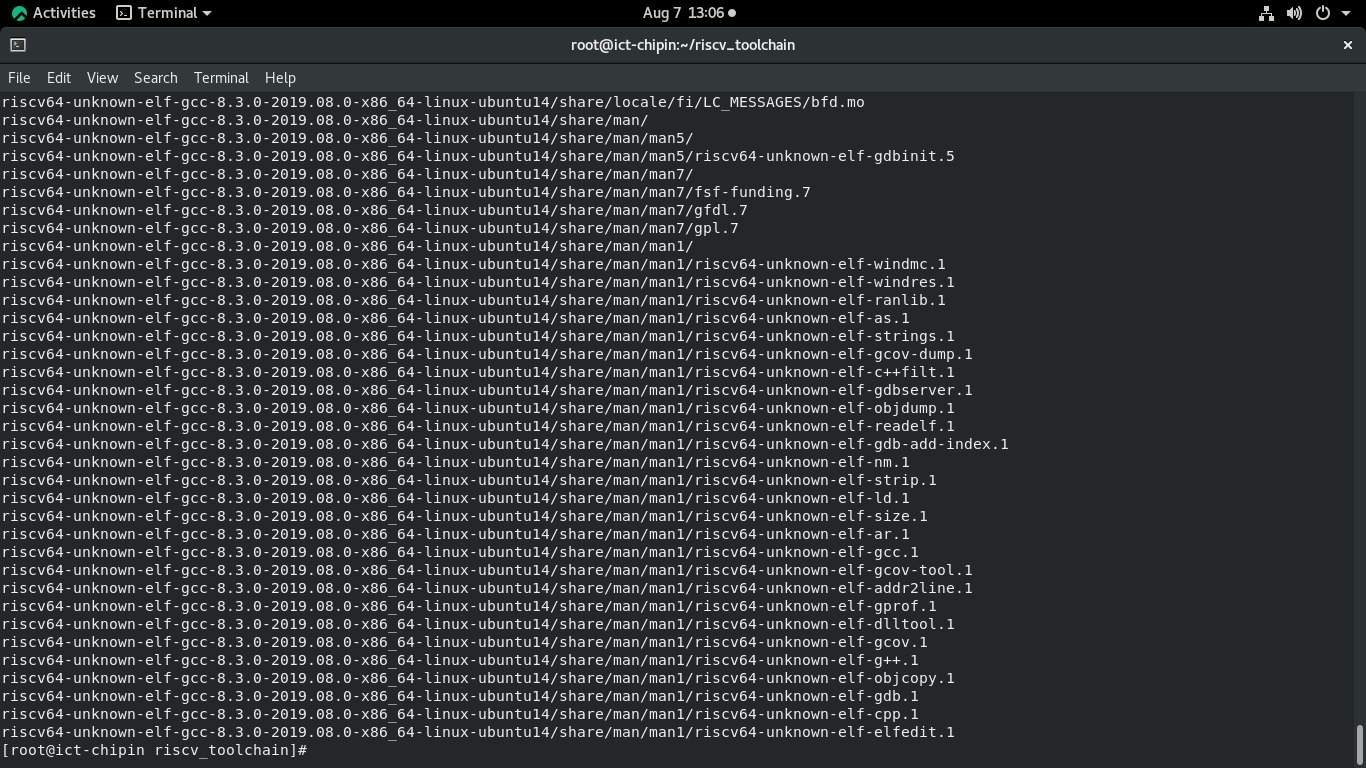 Activities Terminal Aug 7 13:06
root@ict-chipin:~/riscv_toolchain
File Edit View Search Terminal Help
riscv64-unknown-elf-gcc-8.3.0-2019.08.0-x86_64-linux-ubuntu14/share/locale/fi/LC_MESSAGES/bfd.mo
riscv64-unknown-elf-gcc-8.3.0-2019.08.0-x86_64-linux-ubuntu14/share/man/
riscv64-unknown-elf-gcc-8.3.0-2019.08.0-x86_64-linux-ubuntu14/share/man/man5/
riscv64-unknown-elf-gcc-8.3.0-2019.08.0-x86_64-linux-ubuntu14/share/man/man5/riscv64-unknown-elf-gdbinit.5
riscv64-unknown-elf-gcc-8.3.0-2019.08.0-x86_64-linux-ubuntu14/share/man/man7/
riscv64-unknown-elf-gcc-8.3.0-2019.08.0-x86_64-linux-ubuntu14/share/man/man7/fsf-funding.7
riscv64-unknown-elf-gcc-8.3.0-2019.08.0-x86_64-linux-ubuntu14/share/man/man7/gfdl.7
riscv64-unknown-elf-gcc-8.3.0-2019.08.0-x86_64-linux-ubuntu14/share/man/man7/gpl.7
riscv64-unknown-elf-gcc-8.3.0-2019.08.0-x86_64-linux-ubuntu14/share/man/man1/
riscv64-unknown-elf-gcc-8.3.0-2019.08.0-x86_64-linux-ubuntu14/share/man/man1/riscv64-unknown-elf-windmc.1
riscv64-unknown-elf-gcc-8.3.0-2019.08.0-x86_64-linux-ubuntu14/share/man/man1/riscv64-unknown-elf-windres.1
riscv64-unknown-elf-gcc-8.3.0-2019.08.0-x86_64-linux-ubuntu14/share/man/man1/riscv64-unknown-elf-ranlib.1
riscv64-unknown-elf-gcc-8.3.0-2019.08.0-x86_64-linux-ubuntu14/share/man/man1/riscv64-unknown-elf-as.1
riscv64-unknown-elf-gcc-8.3.0-2019.08.0-x86_64-linux-ubuntu14/share/man/man1/riscv64-unknown-elf-strings.1
riscv64-unknown-elf-gcc-8.3.0-2019.08.0-x86_64-linux-ubuntu14/share/man/man1/riscv64-unknown-elf-gcov-dump.1
riscv64-unknown-elf-gcc-8.3.0-2019.08.0-x86_64-linux-ubuntu14/share/man/man1/riscv64-unknown-elf-c++filt.1
riscv64-unknown-elf-gcc-8.3.0-2019.08.0-x86_64-linux-ubuntu14/share/man/man1/riscv64-unknown-elf-gdbserver.1
riscv64-unknown-elf-gcc-8.3.0-2019.08.0-x86_64-linux-ubuntu14/share/man/man1/riscv64-unknown-elf-objdump.1
riscv64-unknown-elf-gcc-8.3.0-2019.08.0-x86_64-linux-ubuntu14/share/man/man1/riscv64-unknown-elf-readelf.1
riscv64-unknown-elf-gcc-8.3.0-2019.08.0-x86_64-linux-ubuntu14/share/man/man1/riscv64-unknown-elf-gdb-add-index.1
riscv64-unknown-elf-gcc-8.3.0-2019.08.0-x86_64-linux-ubuntu14/share/man/man1/riscv64-unknown-elf-nm.1
riscv64-unknown-elf-gcc-8.3.0-2019.08.0-x86_64-linux-ubuntu14/share/man/man1/riscv64-unknown-elf-strip.1
riscv64-unknown-elf-gcc-8.3.0-2019.08.0-x86_64-linux-ubuntu14/share/man/man1/riscv64-unknown-elf-ld.1
riscv64-unknown-elf-gcc-8.3.0-2019.08.0-x86_64-linux-ubuntu14/share/man/man1/riscv64-unknown-elf-size.1
riscv64-unknown-elf-gcc-8.3.0-2019.08.0-x86_64-linux-ubuntu14/share/man/man1/riscv64-unknown-elf-ar.1
riscv64-unknown-elf-gcc-8.3.0-2019.08.0-x86_64-linux-ubuntu14/share/man/man1/riscv64-unknown-elf-gcc.1
riscv64-unknown-elf-gcc-8.3.0-2019.08.0-x86_64-linux-ubuntu14/share/man/man1/riscv64-unknown-elf-gcov-tool.1
riscv64-unknown-elf-gcc-8.3.0-2019.08.0-x86_64-linux-ubuntu14/share/man/man1/riscv64-unknown-elf-addr2line.1
riscv64-unknown-elf-gcc-8.3.0-2019.08.0-x86_64-linux-ubuntu14/share/man/man1/riscv64-unknown-elf-gprof.1
riscv64-unknown-elf-gcc-8.3.0-2019.08.0-x86_64-linux-ubuntu14/share/man/man1/riscv64-unknown-elf-dlltool.1
riscv64-unknown-elf-gcc-8.3.0-2019.08.0-x86_64-linux-ubuntu14/share/man/man1/riscv64-unknown-elf-gcov.1
riscv64-unknown-elf-gcc-8.3.0-2019.08.0-x86_64-linux-ubuntu14/share/man/man1/riscv64-unknown-elf-g++.1
riscv64-unknown-elf-gcc-8.3.0-2019.08.0-x86_64-linux-ubuntu14/share/man/man1/riscv64-unknown-elf-objcopy.1
riscv64-unknown-elf-gcc-8.3.0-2019.08.0-x86_64-linux-ubuntu14/share/man/man1/riscv64-unknown-elf-gdb.1
riscv64-unknown-elf-gcc-8.3.0-2019.08.0-x86_64-linux-ubuntu14/share/man/man1/riscv64-unknown-elf-cpp.1
riscv64-unknown-elf-gcc-8.3.0-2019.08.0-x86_64-linux-ubuntu14/share/man/man1/riscv64-unknown-elf-elfedit.1
[root@ict-chipin riscv_toolchain]#